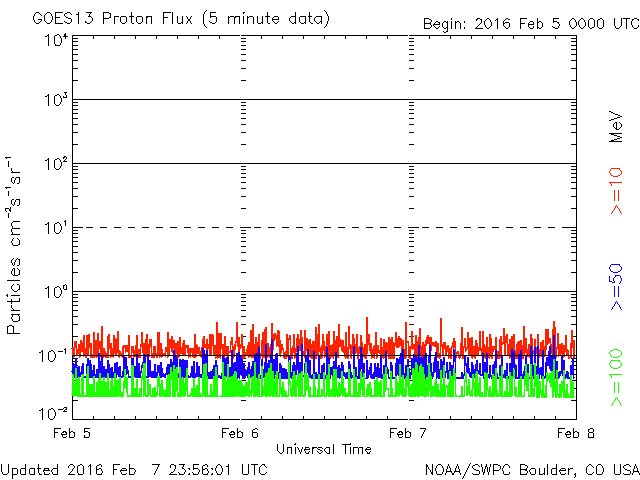 GOES13 Proton Flux (5 minute data)
Begin: 2016 Feb 5 0000 UTC
10⁴
10³
10²
10¹
10⁰
10⁻¹
10⁻²
Particles cm⁻²s⁻¹sr⁻¹
MeV
>=10
>=50
>=100
Feb 5
Feb 6
Feb 7
Feb 8
Universal Time
Updated 2016 Feb 7 23:56:01 UTC
NOAA/SWPC Boulder, CO USA